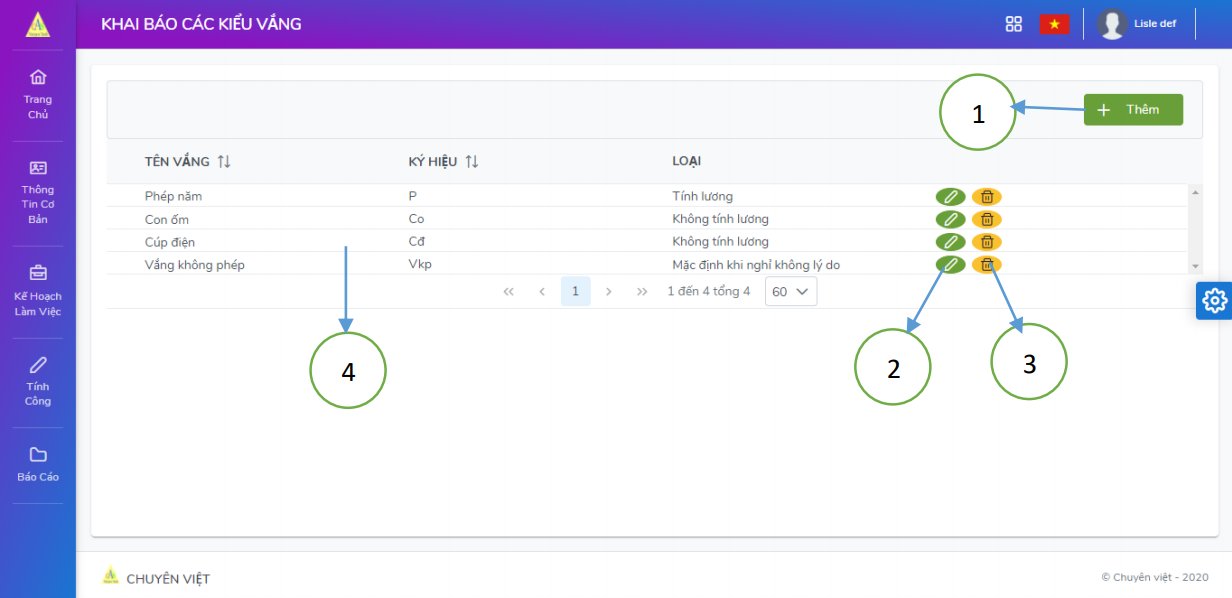 KHAI BÁO CÁC KIỂU VẮNG
Lisle def
Trang
Chủ
Thông
Tin Cơ
Bản
Kế Hoạch
Làm Việc
Tính
Công
Báo Cáo
1
Thêm
TÊN VẮNG KÝ HIỆU LOẠI
Phép năm P Tính lương
Con ốm Co Không tính lương
Cúp điện Cđ Không tính lương
Vắng không phép Vkp Mặc định khi nghỉ không lý do
<< < 1 > >> 1 đến 4 tổng 4 60
4
2
3
CHUYÊN VIỆT
© Chuyên việt - 2020